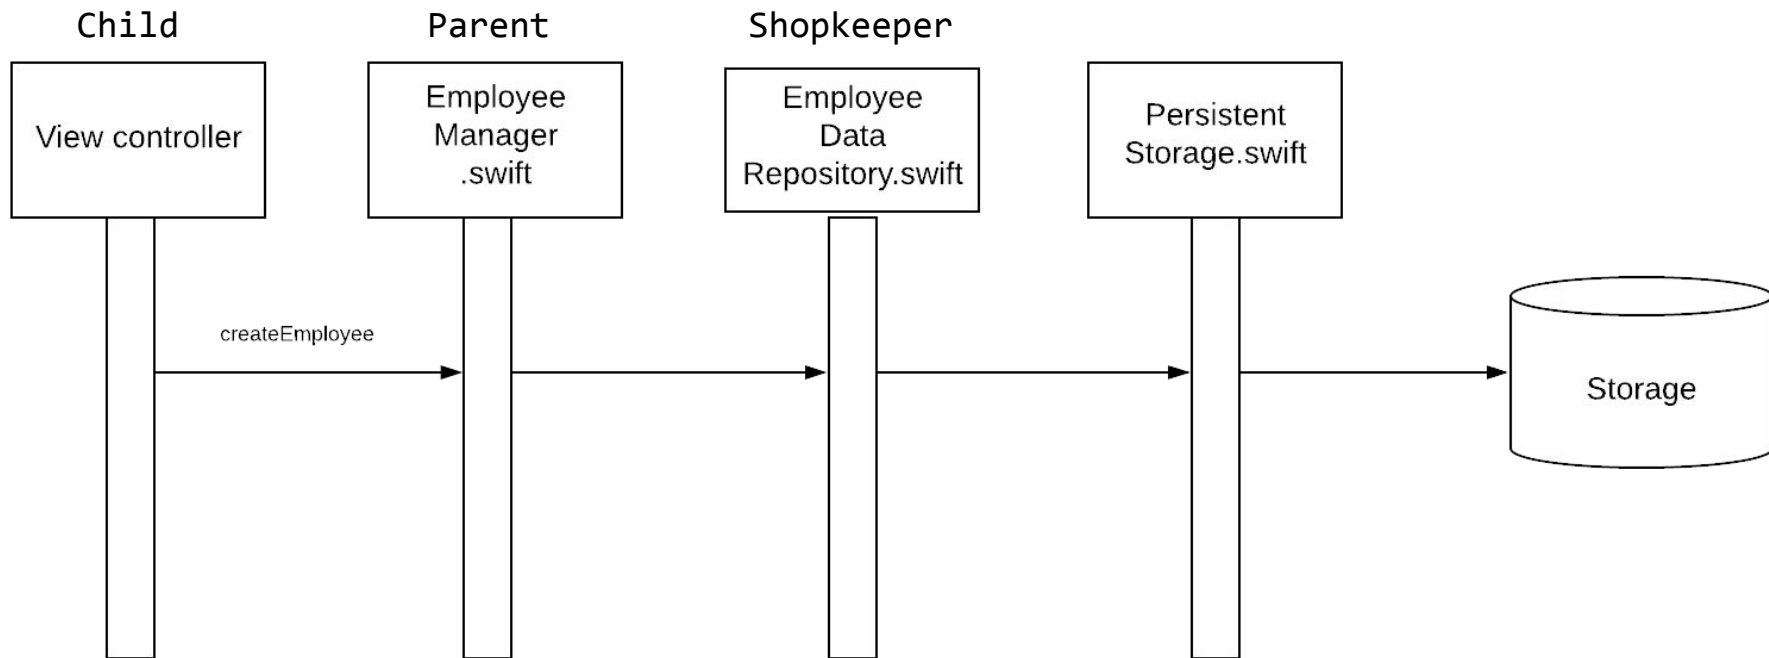 Child
Parent
Shopkeeper
View controller
Employee
Manager
.swift
Employee
Data
Repository.swift
Persistent
Storage.swift
createEmployee
Storage